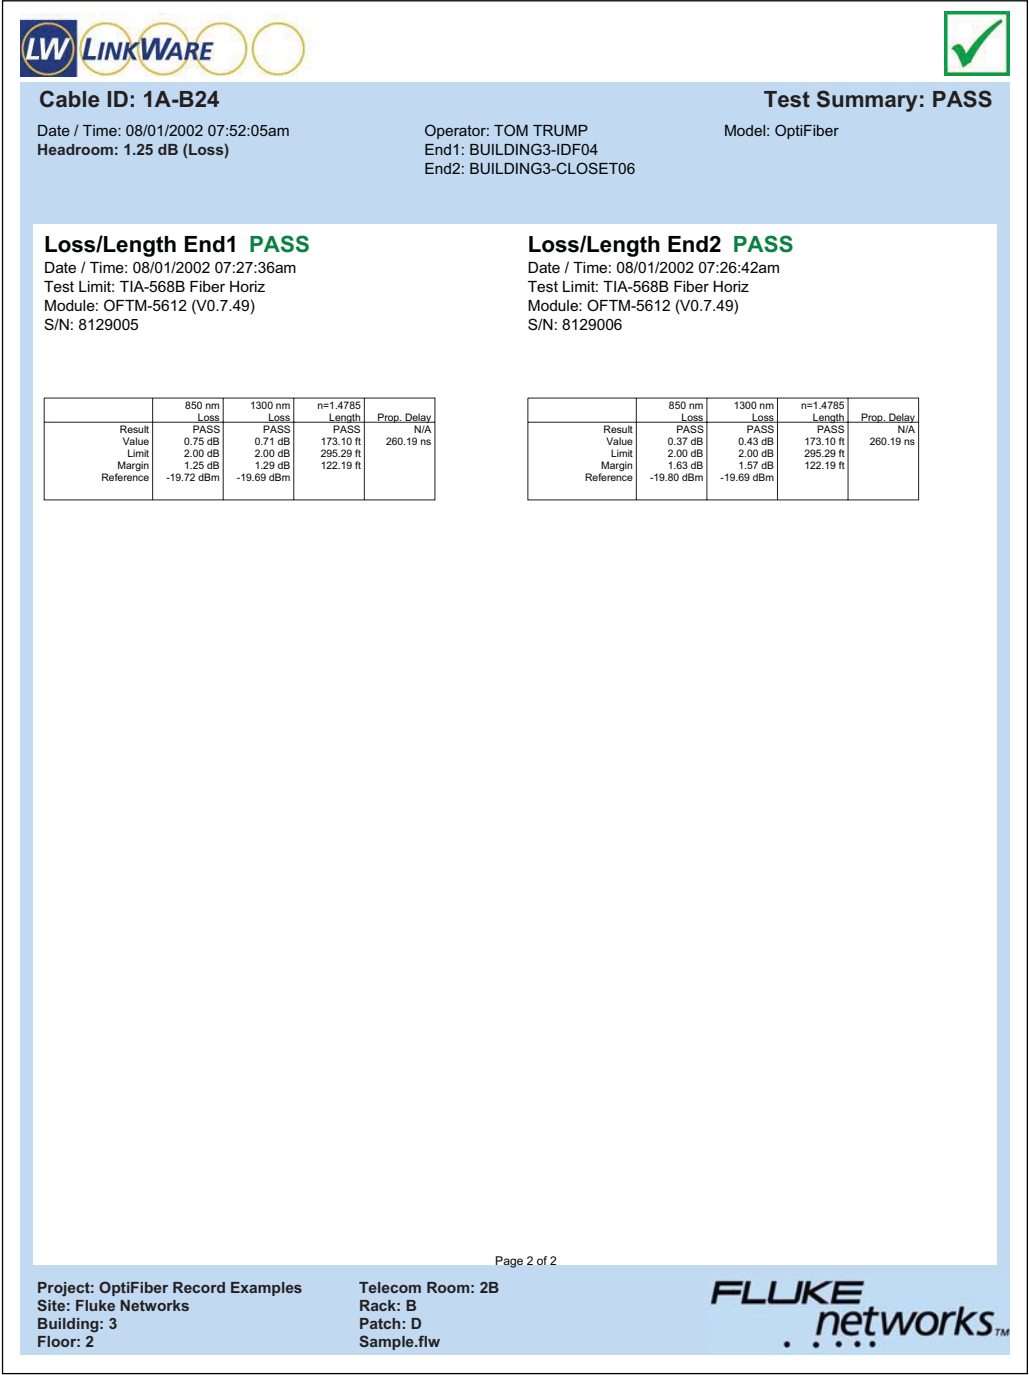 LW LINKWARE
Cable ID: 1A-B24
Test Summary: PASS
Date / Time: 08/01/2002 07:52:05am
Headroom: 1.25 dB (Loss)
Operator: TOM TRUMP
End1: BUILDING3-IDF04
End2: BUILDING3-CLOSET06
Model: OptiFiber
Loss/Length End1 PASS
Date / Time: 08/01/2002 07:27:36am
Test Limit: TIA-568B Fiber Horiz
Module: OFTM-5612 (V0.7.49)
S/N: 8129005
850 nm 1300 nm n=1.4785
Loss Loss Length Prop. Delay
Result PASS PASS PASS N/A
Value 0.75 dB 0.71 dB 173.10 ft 260.19 ns
Limit 2.00 dB 2.00 dB 295.29 ft
Margin 1.25 dB 1.29 dB 122.19 ft
Reference -19.72 dBm -19.69 dBm
Loss/Length End2 PASS
Date / Time: 08/01/2002 07:26:42am
Test Limit: TIA-568B Fiber Horiz
Module: OFTM-5612 (V0.7.49)
S/N: 8129006
850 nm 1300 nm n=1.4785
Loss Loss Length Prop. Delay
Result PASS PASS PASS N/A
Value 0.37 dB 0.43 dB 173.10 ft 260.19 ns
Limit 2.00 dB 2.00 dB 295.29 ft
Margin 1.63 dB 1.57 dB 122.19 ft
Reference -19.80 dBm -19.69 dBm
Page 2 of 2
Project: OptiFiber Record Examples
Site: Fluke Networks
Building: 3
Floor: 2
Telecom Room: 2B
Rack: B
Patch: D
Sample.flw
FLUKE
networks TM